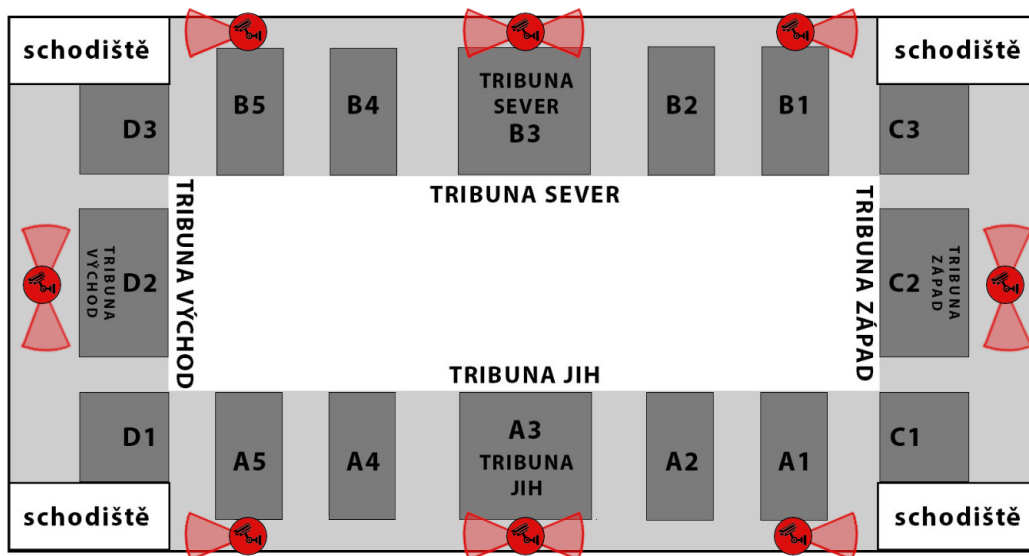 schodiště
schodiště
B5
B4
TRIBUNA
SEVER
B3
B2
B1
D3
C3
TRIBUNA SEVER
TRIBUNA
VÝCHOD
D2
TRIBUNA VÝCHOD
TRIBUNA ZÁPAD
C2
TRIBUNA
ZÁPAD
TRIBUNA JIH
D1
A5
A4
A3
TRIBUNA
JIH
A2
A1
C1
schodiště
schodiště